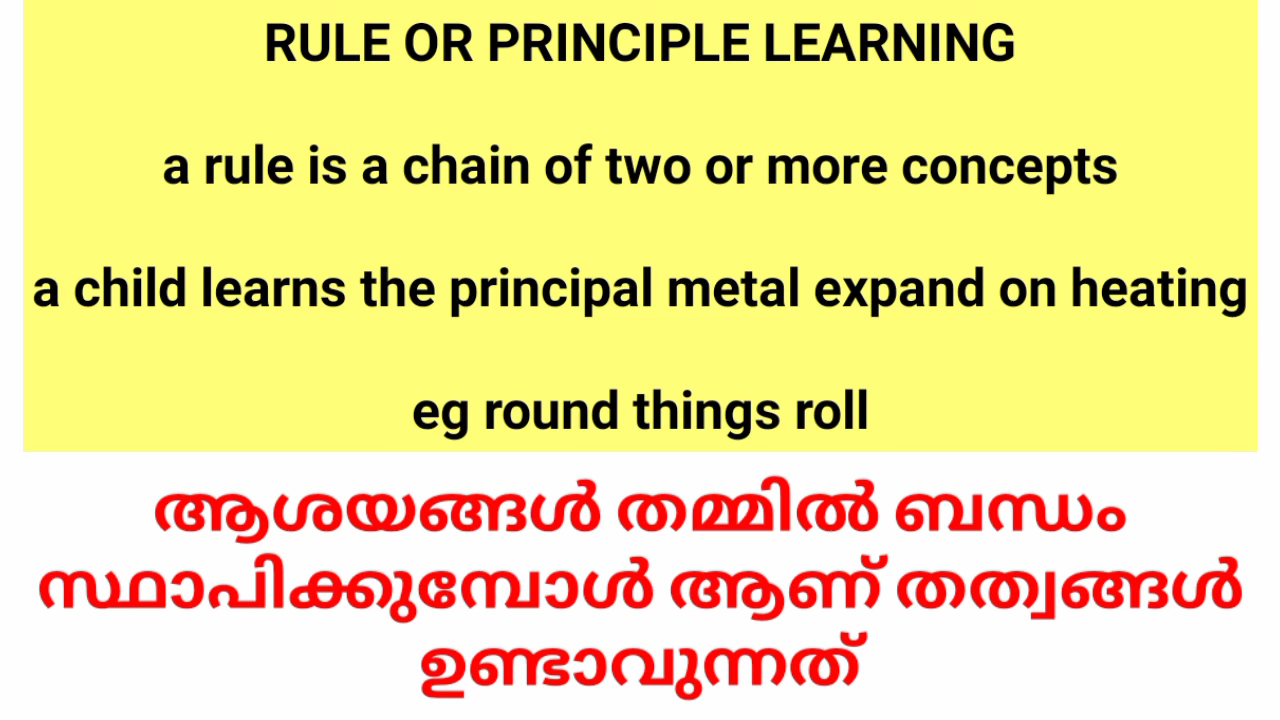 RULE OR PRINCIPLE LEARNING
a rule is a chain of two or more concepts
a child learns the principal metal expand on heating
eg round things roll
ആശയങ്ങൾ തമ്മിൽ ബന്ധം
സ്ഥാപിക്കുമ്പോൾ ആണ് തത്വങ്ങൾ
ഉണ്ടാവുന്നത്